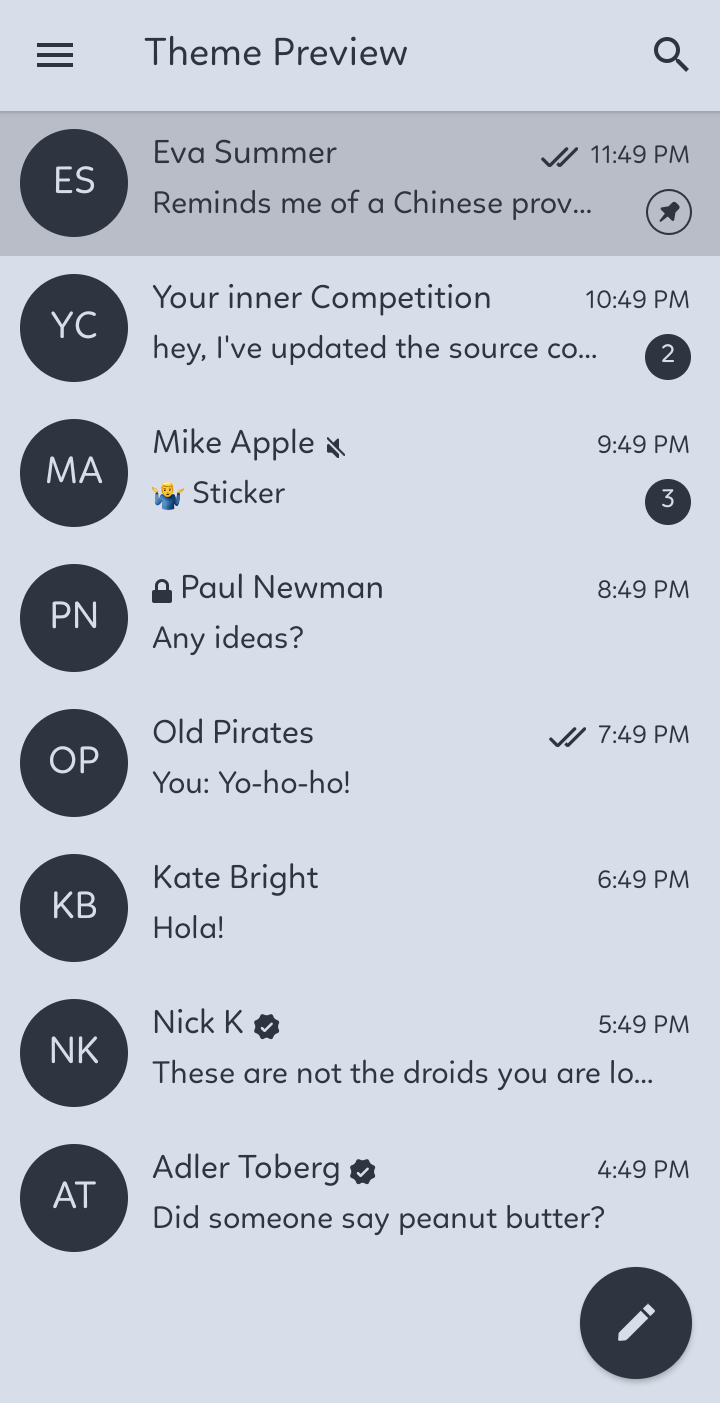 Theme Preview
ES
Eva Summer
11:49 PM
Reminds me of a Chinese prov...
YC
Your inner Competition
10:49 PM
hey, I've updated the source co...
2
MA
Mike Apple
9:49 PM
🤷‍♂️ Sticker
3
PN
Paul Newman
8:49 PM
Any ideas?
OP
Old Pirates
7:49 PM
You: Yo-ho-ho!
KB
Kate Bright
6:49 PM
Hola!
NK
Nick K
5:49 PM
These are not the droids you are lo...
AT
Adler Toberg
4:49 PM
Did someone say peanut butter?